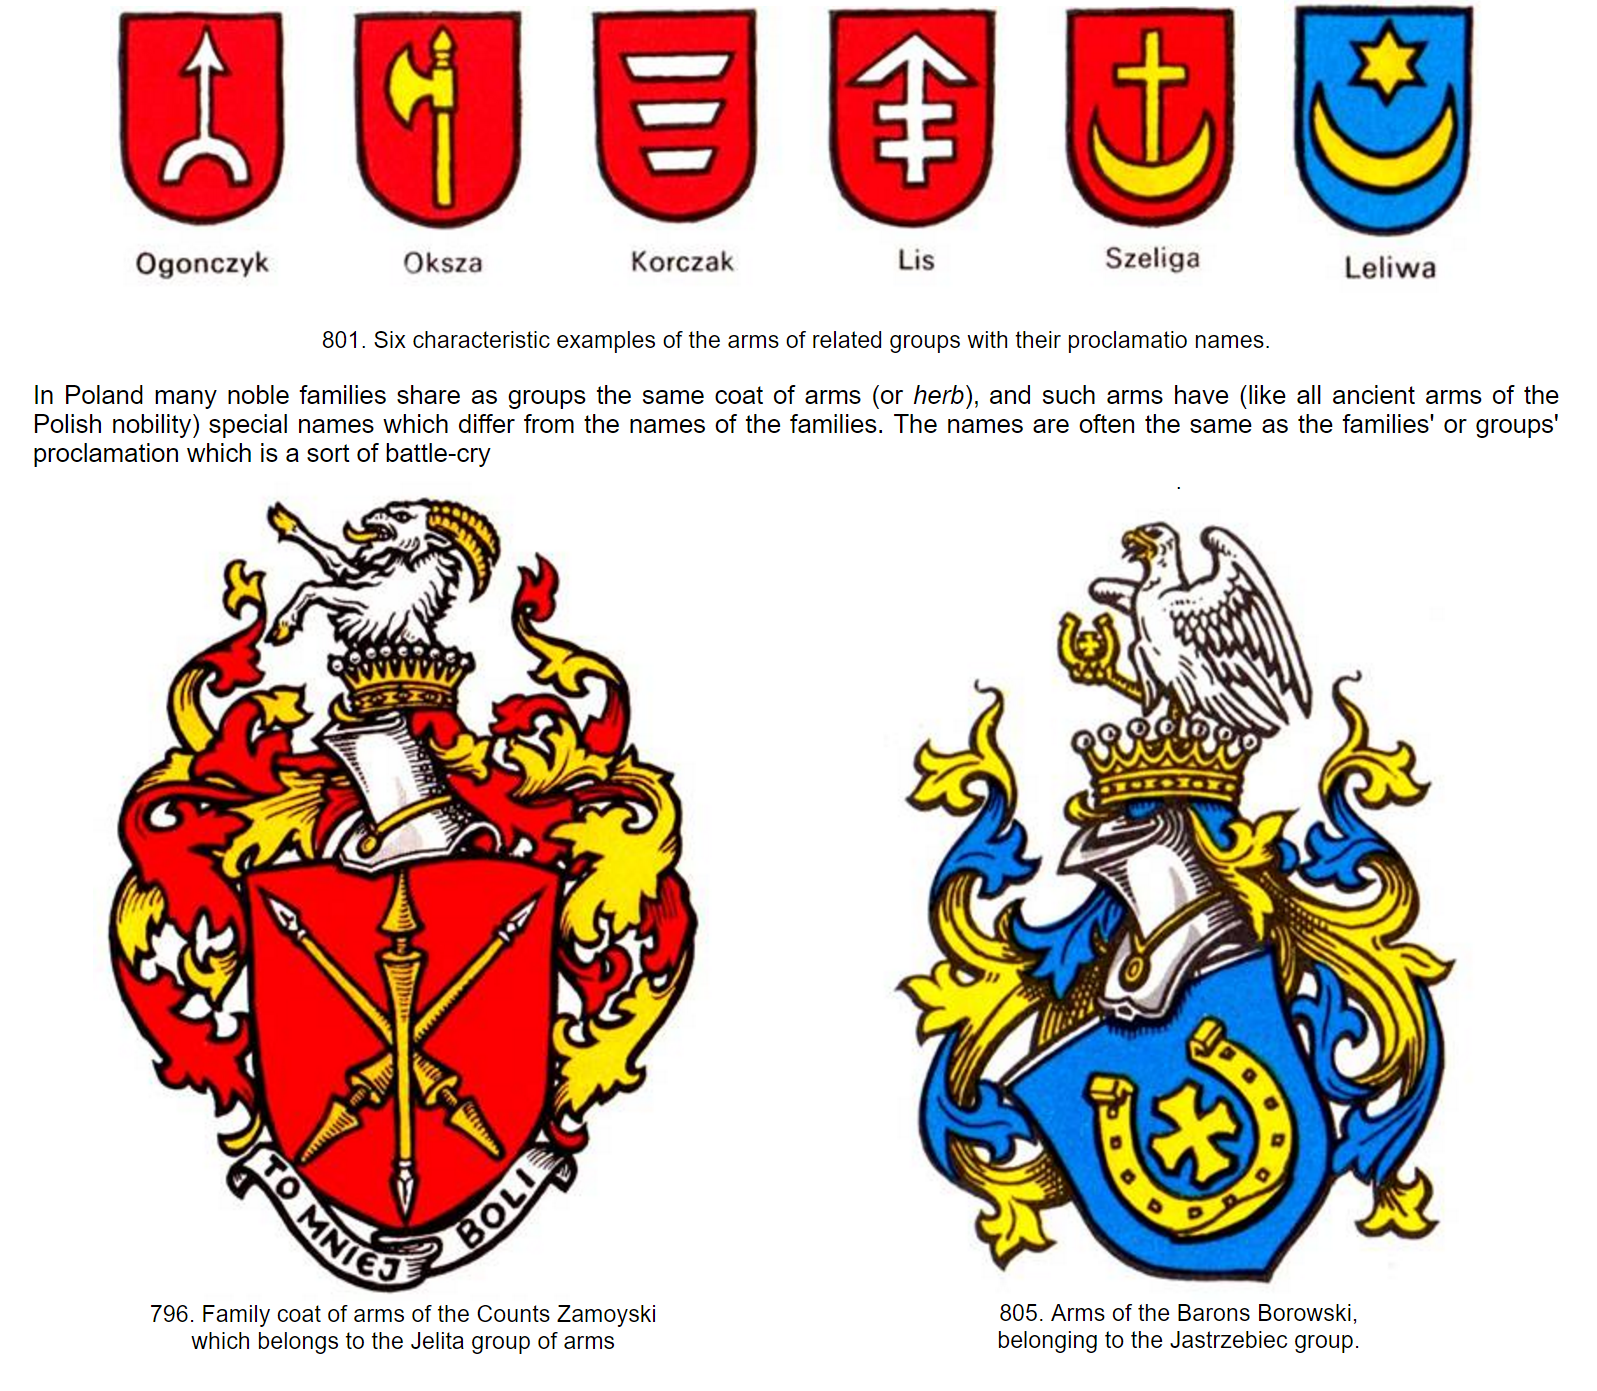 Ogonczyk Oksza Korczak Lis Szeliga Leliwa
801. Six characteristic examples of the arms of related groups with their proclamatio names.
In Poland many noble families share as groups the same coat of arms (or herb), and such arms have (like all ancient arms of the
Polish nobility) special names which differ from the names of the families. The names are often the same as the families' or groups'
proclamation which is a sort of battle-cry
.
TO MNIEJ BOLI
796. Family coat of arms of the Counts Zamoyski
which belongs to the Jelita group of arms
805. Arms of the Barons Borowski,
belonging to the Jastrzebiec group.